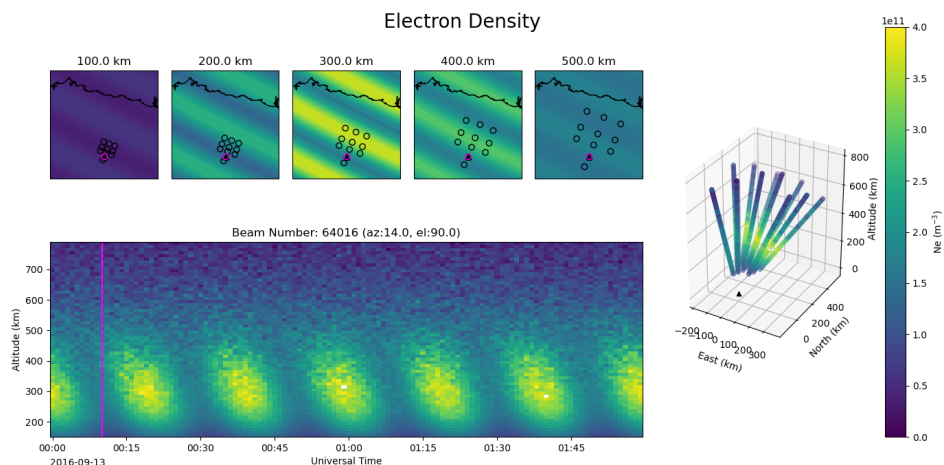 Electron Density
100.0 km
200.0 km
300.0 km
400.0 km
500.0 km
Beam Number: 64016 (az:14.0, el:90.0)
Altitude (km)
700
600
500
400
300
200
00:00
00:15
00:30
00:45
01:00
01:15
01:30
01:45
2016-09-13
Universal Time
800
600
400
200
0
Altitude (km)
400
200
0
North (km)
−200
−100
0
100
200
300
East (km)
1e11
4.0
3.5
3.0
2.5
2.0
1.5
1.0
0.5
0.0
Ne (m⁻³)